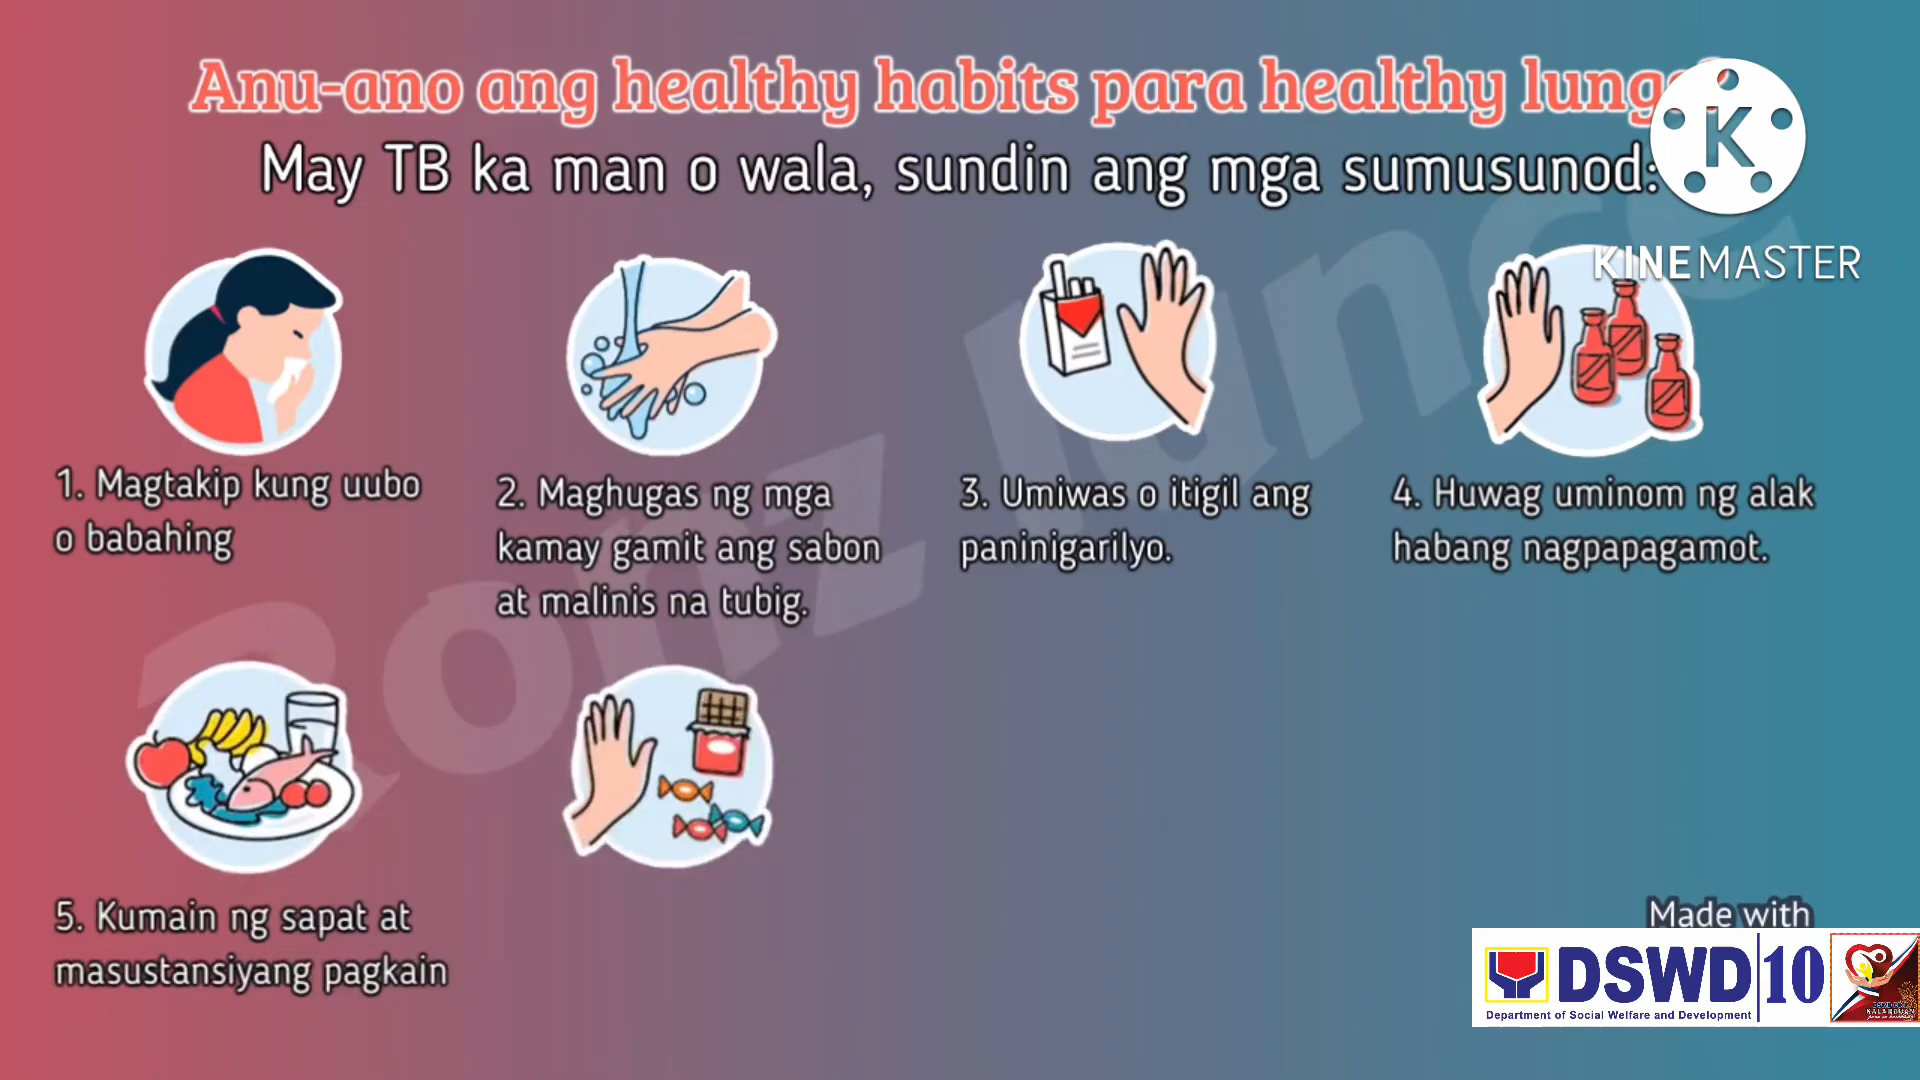 Anu-ano ang healthy habits para healthy lungs?
May TB ka man o wala, sundin ang mga sumusunod:
K
KINEMASTER
1. Magtakip kung uubo
o babahing
2. Maghugas ng mga
kamay gamit ang sabon
at malinis na tubig.
3. Umiwas o itigil ang
paninigarilyo.
4. Huwag uminom ng alak
habang nagpapagamot.
5. Kumain ng sapat at
masustansiyang pagkain
Ronz lance
Made with
DSWD 10
Department of Social Welfare and Development